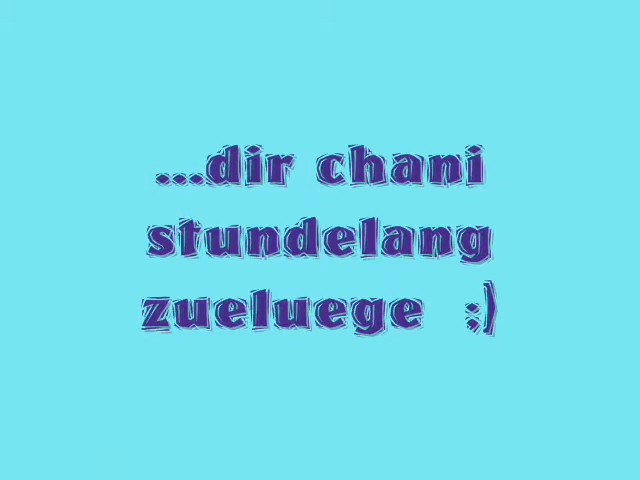 ...dir chani
stundelang
zueluege :)